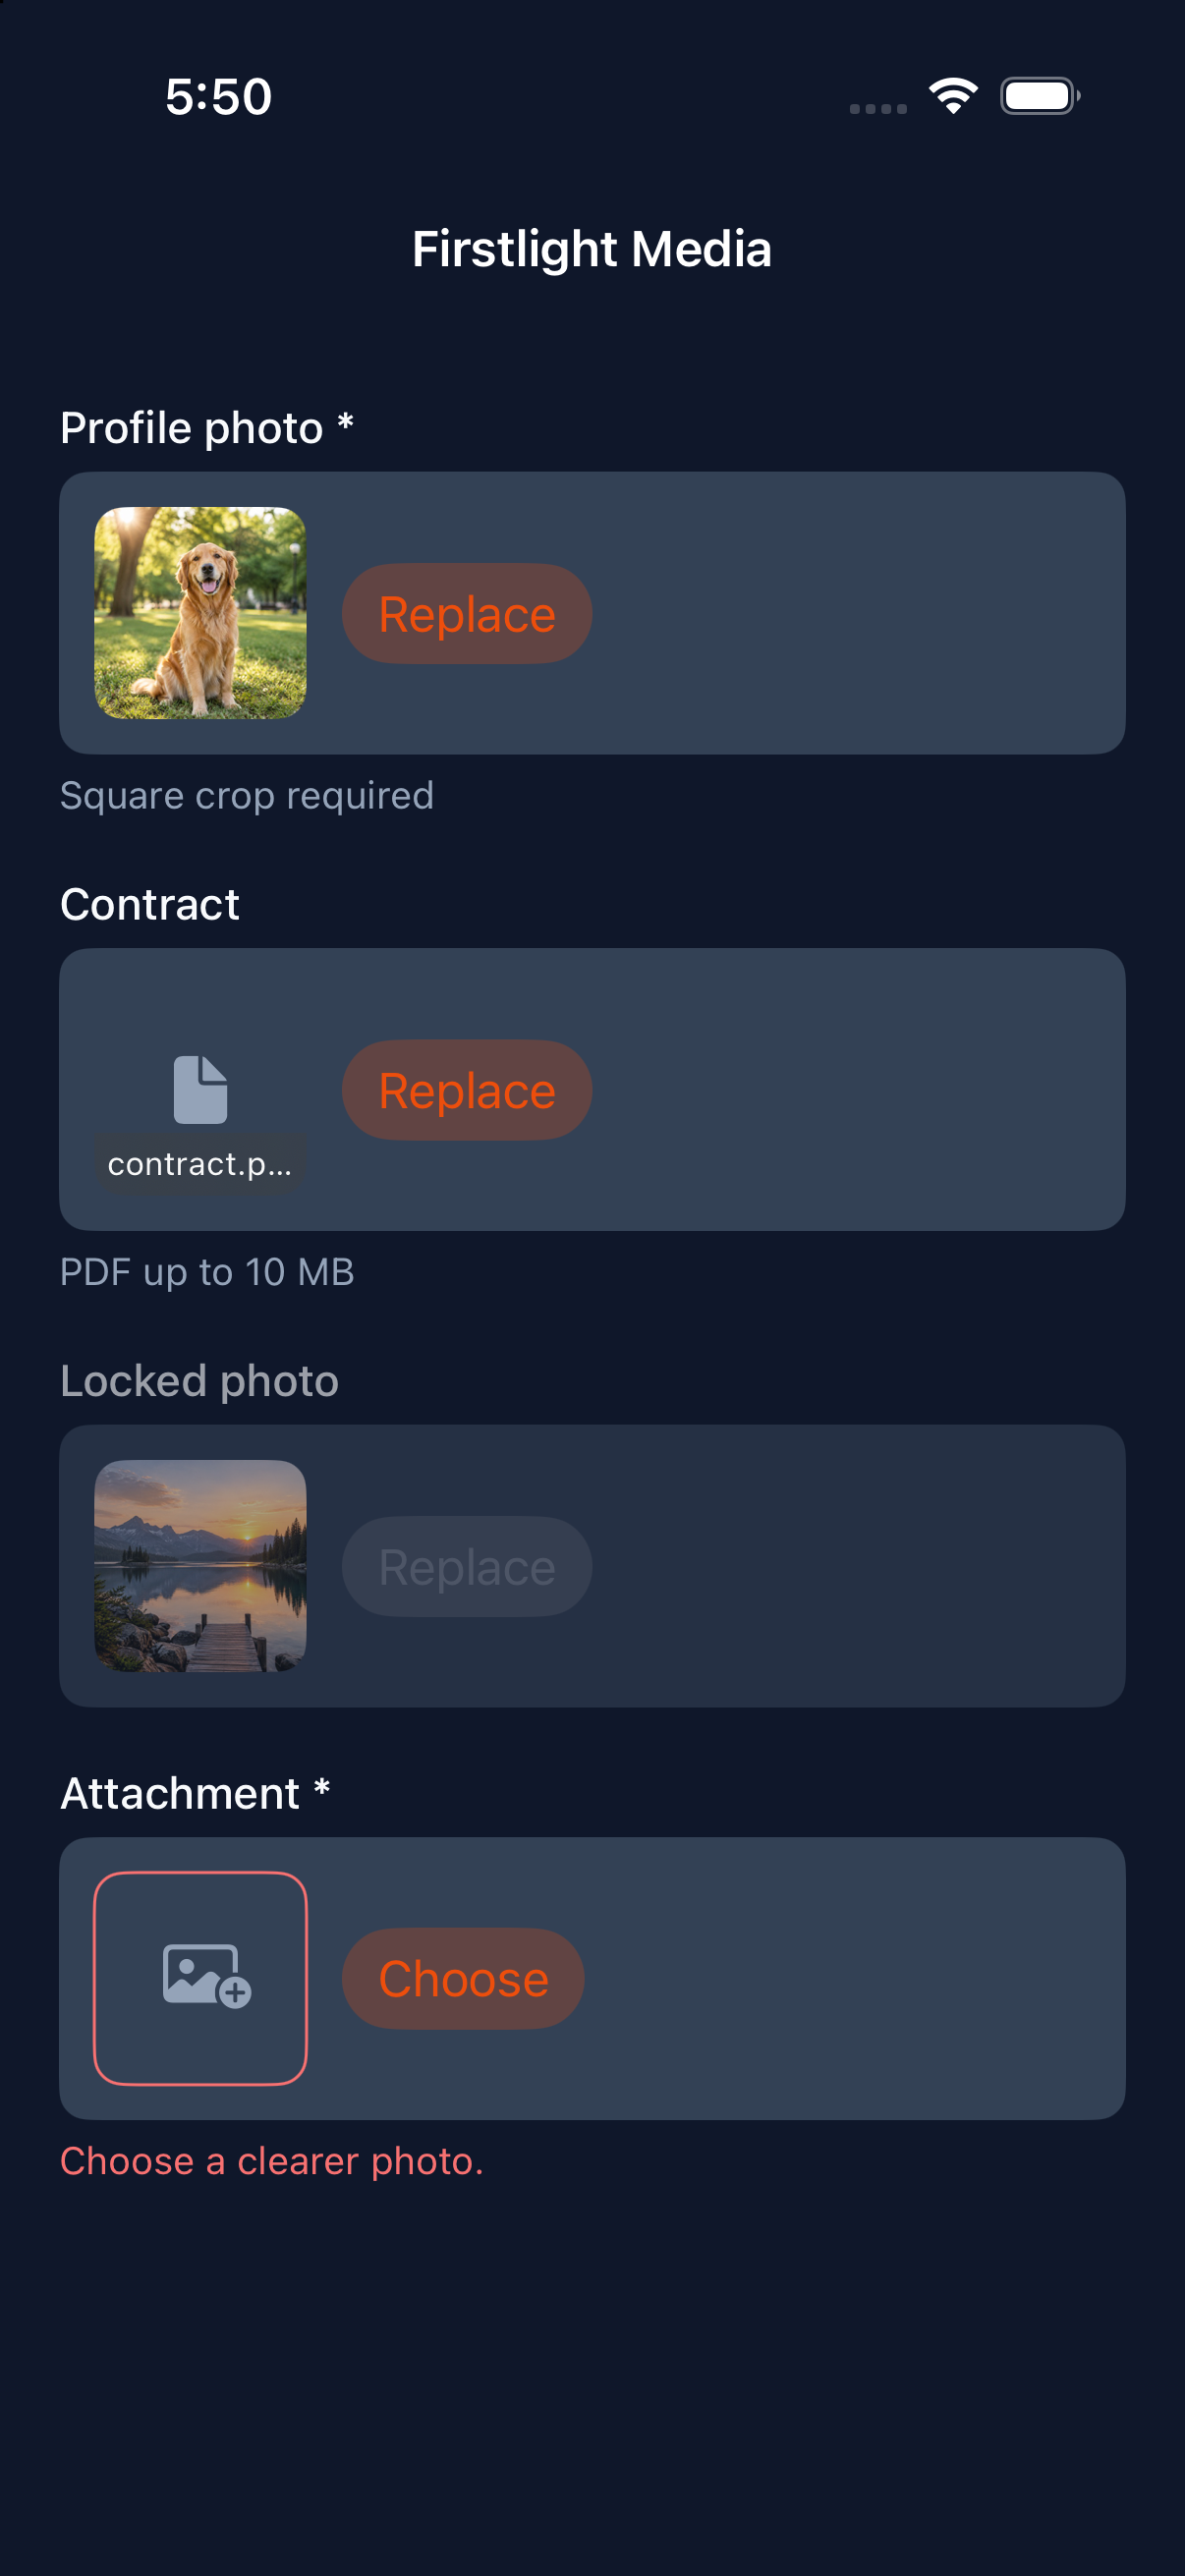 5:50
Firstlight Media
Profile photo *
Replace
Square crop required
Contract
Replace
contract.p...
PDF up to 10 MB
Locked photo
Replace
Attachment *
Choose
Choose a clearer photo.